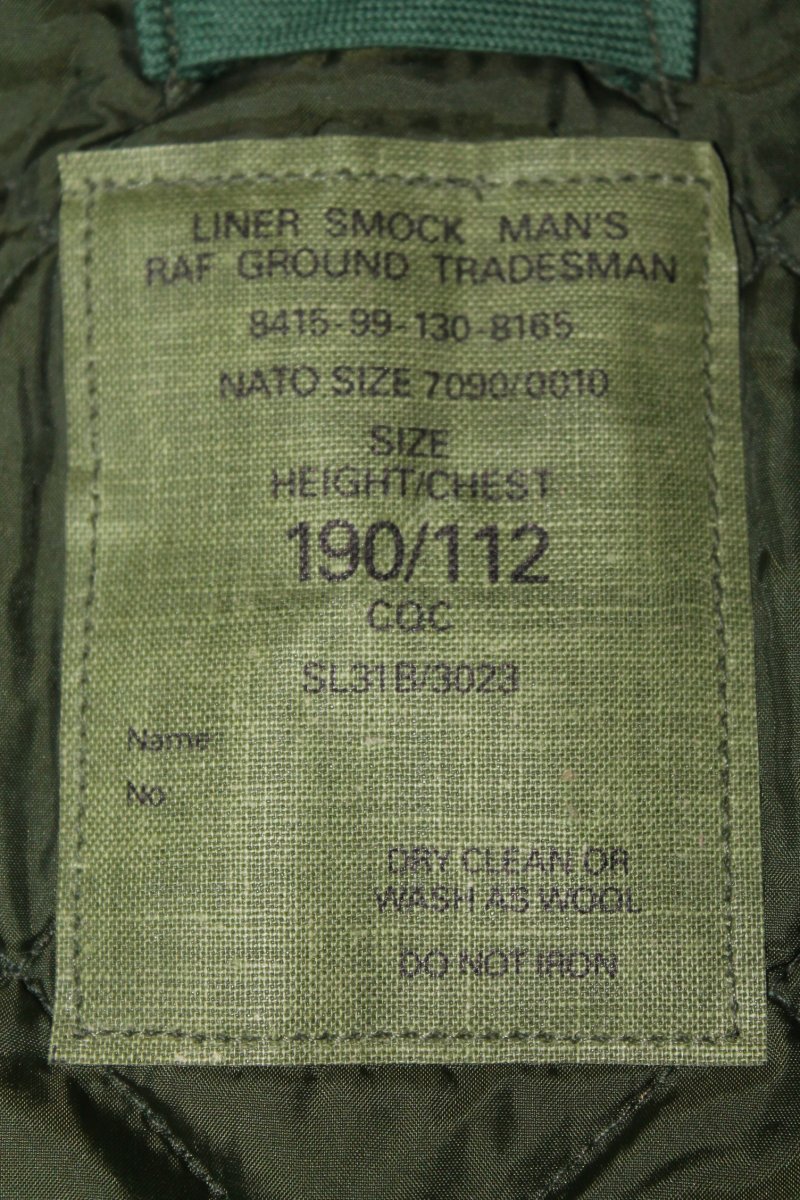 LINER SMOCK MAN'S
RAF GROUND TRADESMAN
8415-99-130-8165
NATO SIZE 7090/0010
SIZE
HEIGHT/CHEST
190/112
CQC
SL31B/3023
Name
No
DRY CLEAN OR
WASH AS WOOL
DO NOT IRON